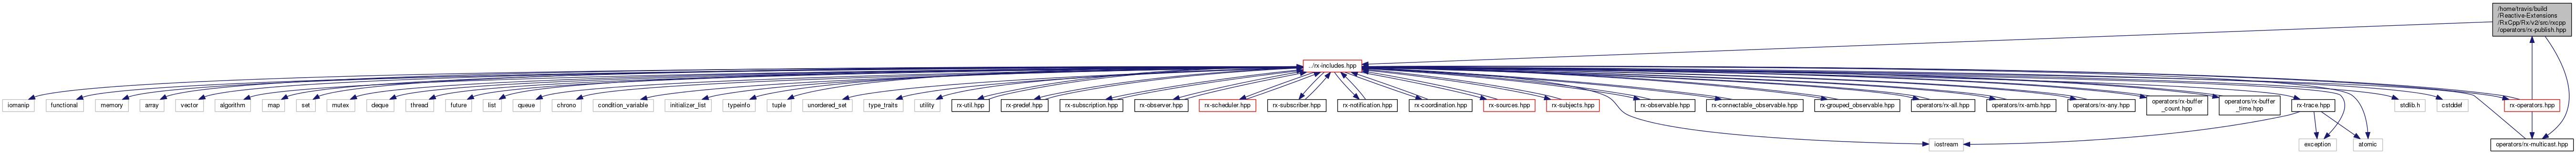 /home/travis/build
/Reactive-Extensions
/RxCpp/Rx/v2/src/rxcpp
/operators/rx-publish.hpp
../rx-includes.hpp
iomanip
functional
memory
array
vector
algorithm
map
set
mutex
deque
thread
future
list
queue
chrono
condition_variable
initializer_list
typeinfo
tuple
unordered_set
type_traits
utility
rx-util.hpp
rx-predef.hpp
rx-subscription.hpp
rx-observer.hpp
rx-scheduler.hpp
rx-subscriber.hpp
rx-notification.hpp
rx-coordination.hpp
rx-sources.hpp
rx-subjects.hpp
rx-observable.hpp
rx-connectable_observable.hpp
rx-grouped_observable.hpp
operators/rx-all.hpp
operators/rx-amb.hpp
operators/rx-any.hpp
operators/rx-buffer
_count.hpp
operators/rx-buffer
_time.hpp
rx-trace.hpp
stdlib.h
cstddef
rx-operators.hpp
iostream
exception
atomic
operators/rx-multicast.hpp